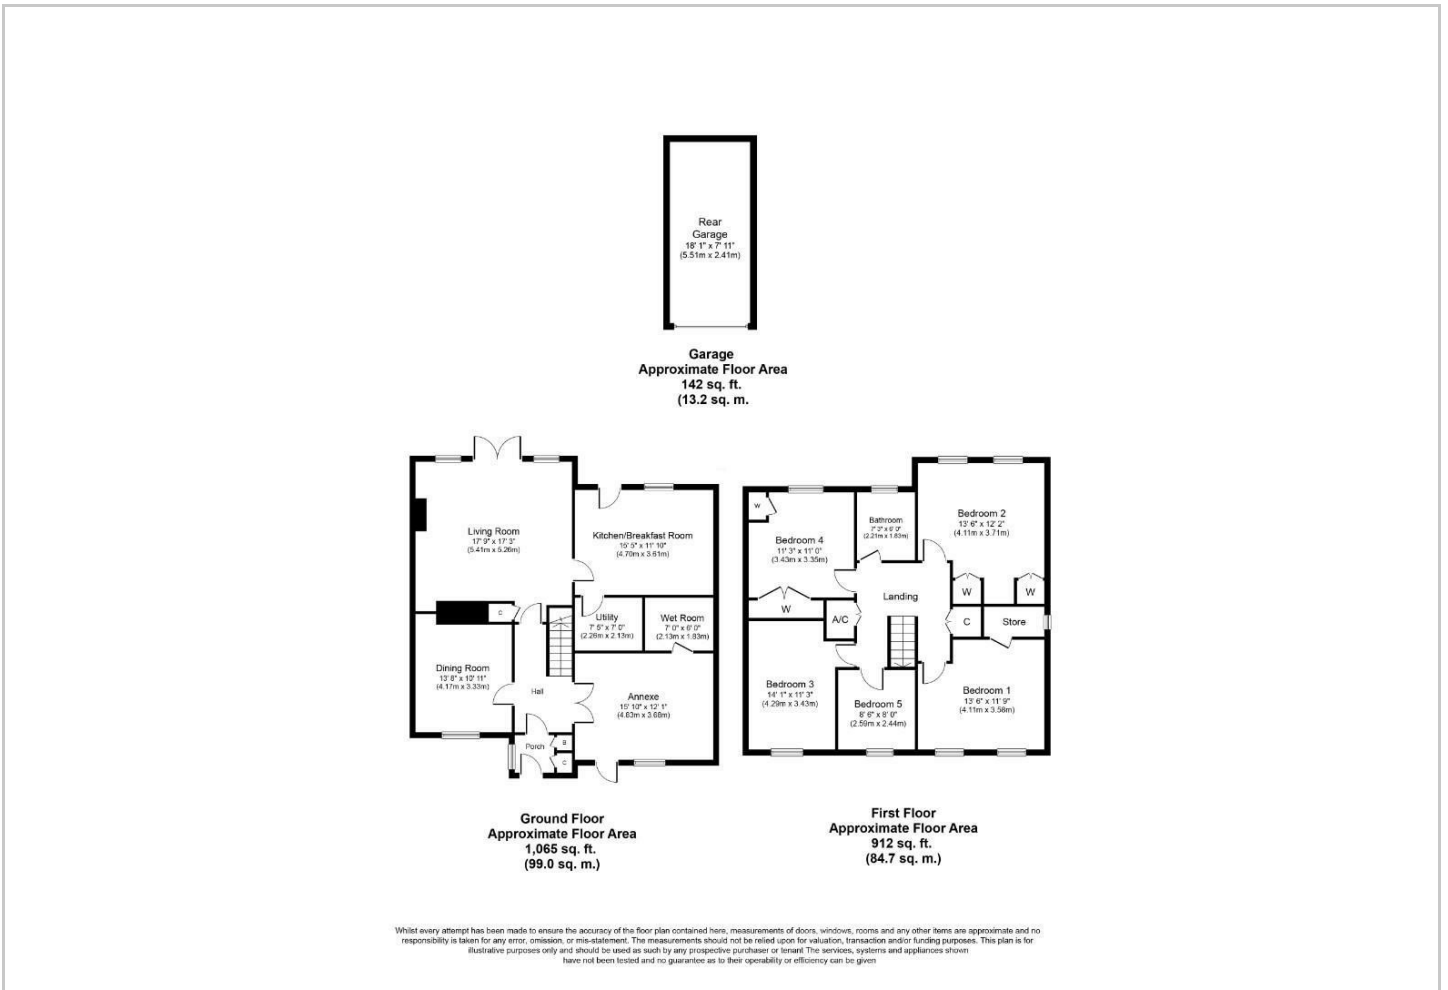 Rear
Garage
18' 1" x 7' 11"
(5.51m x 2.41m)
Garage
Approximate Floor Area
142 sq. ft.
(13.2 sq. m.
Living Room
17' 9" x 17' 3"
(5.41m x 5.26m)
Kitchen/Breakfast Room
15' 5" x 11' 10"
(4.70m x 3.61m)
C
Utility
7' 5" x 7' 0"
(2.26m x 2.13m)
Wet Room
7' 0" x 6' 0"
(2.13m x 1.83m)
Dining Room
13' 8" x 10' 11"
(4.17m x 3.33m)
Hall
Annexe
15' 10" x 12' 1"
(4.83m x 3.68m)
Porch
B
C
Ground Floor
Approximate Floor Area
1,065 sq. ft.
(99.0 sq. m.)
W
Bathroom
7' 3" x 6' 0"
(2.21m x 1.83m)
Bedroom 2
13' 6" x 12' 2"
(4.11m x 3.71m)
Bedroom 4
11' 3" x 11' 0"
(3.43m x 3.35m)
Landing
W
W
W
A/C
C
Store
Bedroom 3
14' 1" x 11' 3"
(4.29m x 3.43m)
Bedroom 5
8' 6" x 8' 0"
(2.59m x 2.44m)
Bedroom 1
13' 6" x 11' 9"
(4.11m x 3.58m)
First Floor
Approximate Floor Area
912 sq. ft.
(84.7 sq. m.)
Whilst every attempt has been made to ensure the accuracy of the floor plan contained here, measurements of doors, windows, rooms and any other items are approximate and no
responsibility is taken for any error, omission, or mis-statement. The measurements should not be relied upon for valuation, transaction and/or funding purposes. This plan is for
illustrative purposes only and should be used as such by any prospective purchaser or tenant The services, systems and appliances shown
have not been tested and no guarantee as to their operability or efficiency can be given